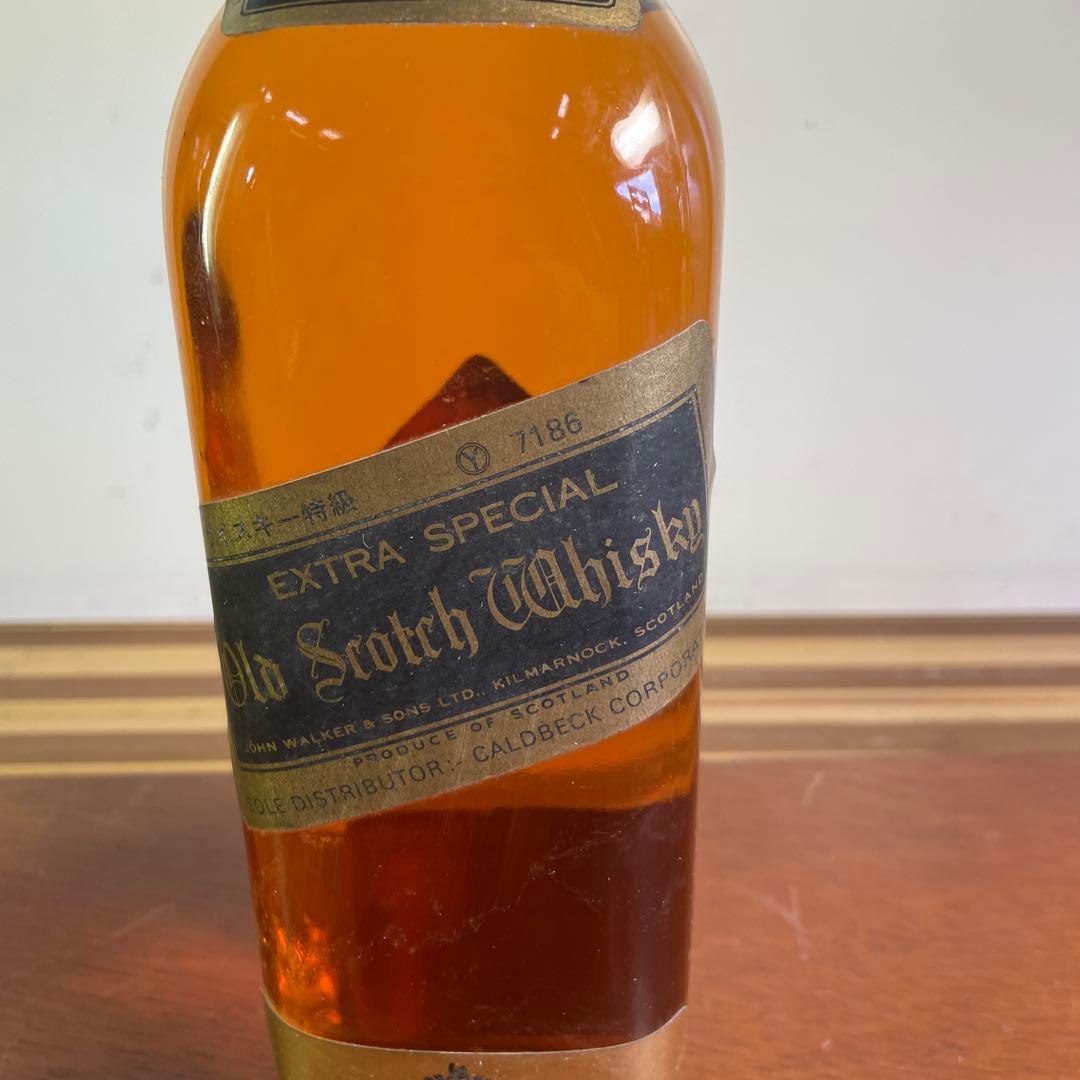 イスキー特級 Ⓨ 7186
EXTRA SPECIAL
Old Scotch Whisky
JOHN WALKER & SONS LTD., KILMARNOCK, SCOTLAND
PRODUCE OF SCOTLAND
SOLE DISTRIBUTOR:- CALDBECK CORPORA